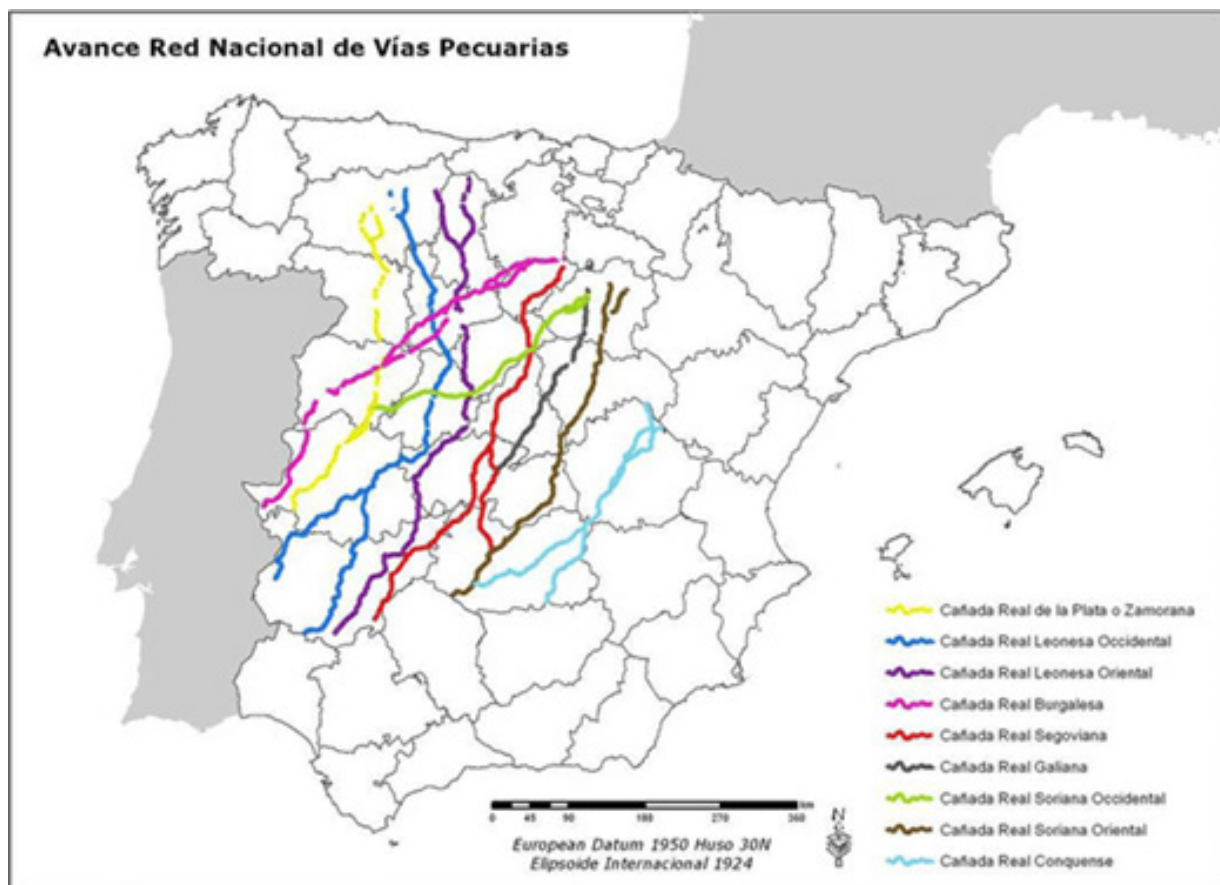 Avance Red Nacional de Vías Pecuarias
Cañada Real de la Plata o Zamorana
Cañada Real Leonesa Occidental
Cañada Real Leonesa Oriental
Cañada Real Burgalesa
Cañada Real Segoviana
Cañada Real Galiana
Cañada Real Soriana Occidental
Cañada Real Soriana Oriental
Cañada Real Conquense
km
0 45 90 180 270 360
N
European Datum 1950 Huso 30N
Elipsoide Internacional 1924